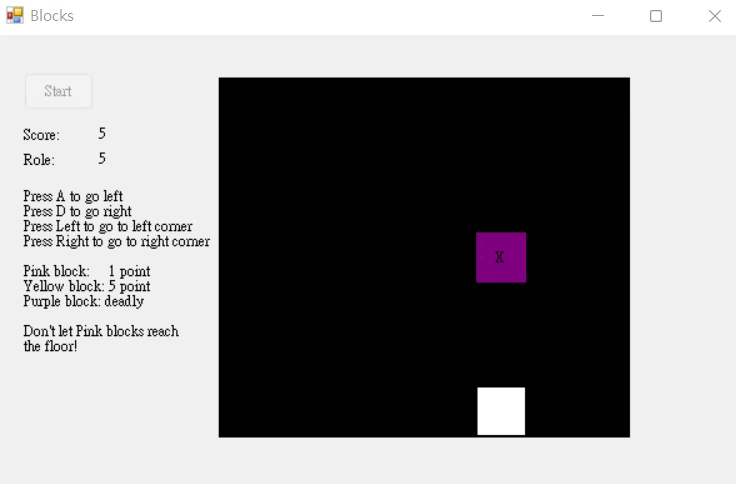 Blocks
Start
Score: 5
Role: 5
Press A to go left
Press D to go right
Press Left to go to left corner
Press Right to go to right corner
Pink block: 1 point
Yellow block: 5 point
Purple block: deadly
Don't let Pink blocks reach
the floor!
X